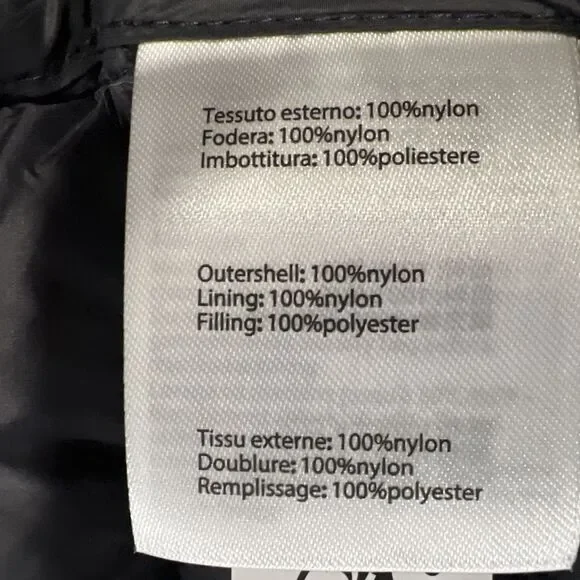 Tessuto esterno: 100%nylon
Fodera: 100%nylon
Imbottitura: 100%poliestere
Outershell: 100%nylon
Lining: 100%nylon
Filling: 100%polyester
Tissu externe: 100%nylon
Doublure: 100%nylon
Remplissage: 100%polyester